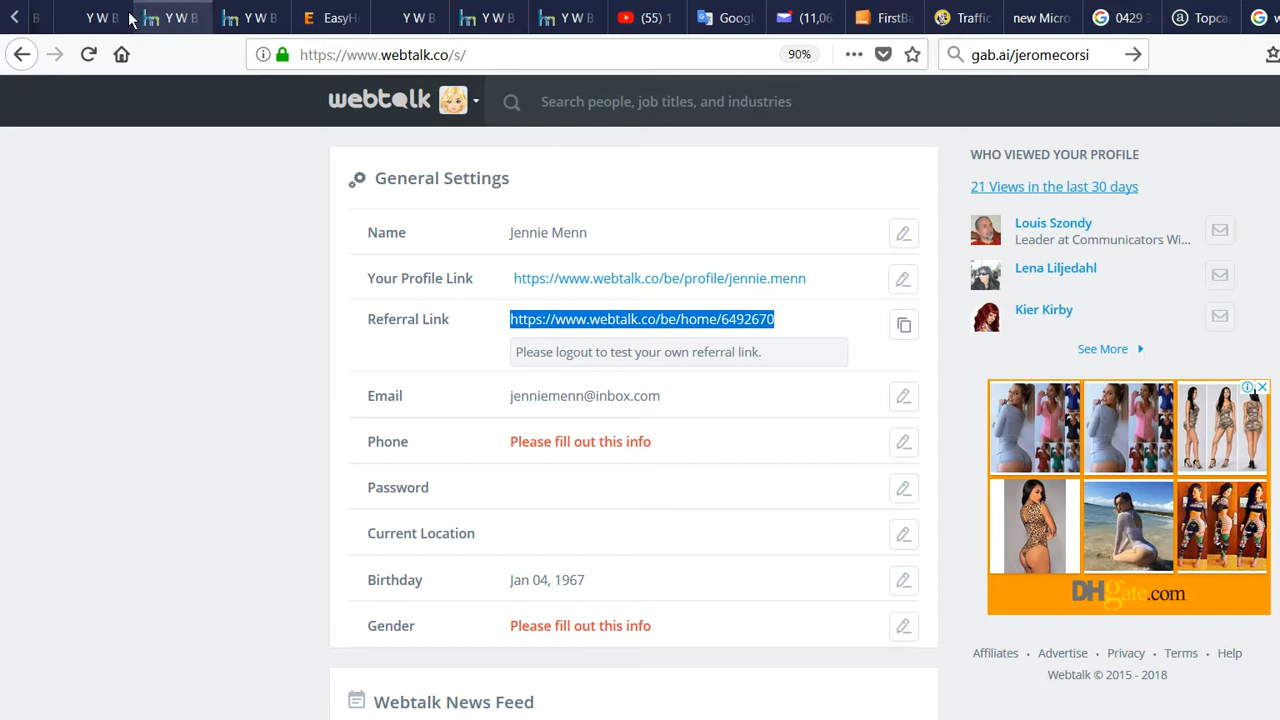 Y W B
Y W B
Y W B
EasyH
Y W B
Y W B
Y W B
(55) 1
Googl
(11,06
FirstBa
Traffic
new Micro
0429 3
Topca
w
https://www.webtalk.co/s/
90%
gab.ai/jeromecorsi
webtalk
Search people, job titles, and industries
General Settings
Name
Jennie Menn
Your Profile Link
https://www.webtalk.co/be/profile/jennie.menn
Referral Link
https://www.webtalk.co/be/home/6492670
Please logout to test your own referral link.
Email
jenniemenn@inbox.com
Phone
Please fill out this info
Password
Current Location
Birthday
Jan 04, 1967
Gender
Please fill out this info
Webtalk News Feed
WHO VIEWED YOUR PROFILE
21 Views in the last 30 days
Louis Szondy
Leader at Communicators Wi...
Lena Liljedahl
Kier Kirby
See More
DHgate.com
Affiliates · Advertise · Privacy · Terms · Help
Webtalk © 2015 - 2018